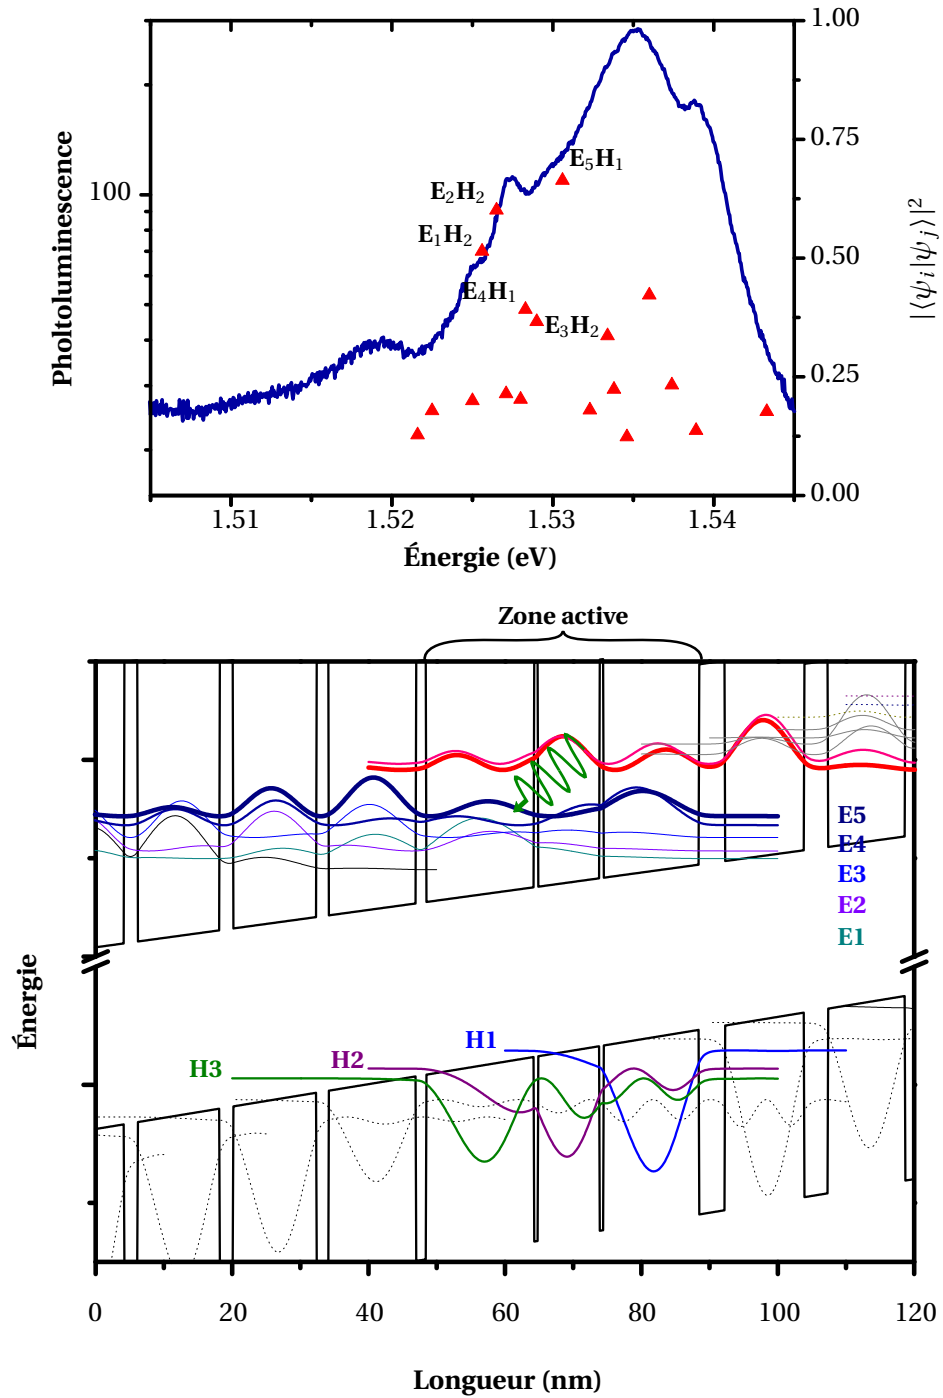 1.00
0.75
0.50
0.25
0.00
Pholtoluminescence
100
|⟨ψi|ψj⟩|²
E5H1
E2H2
E1H2
E4H1
E3H2
1.51 1.52 1.53 1.54
Énergie (eV)
Zone active
E5
E4
E3
E2
E1
Énergie
H1
H2
H3
0 20 40 60 80 100 120
Longueur (nm)